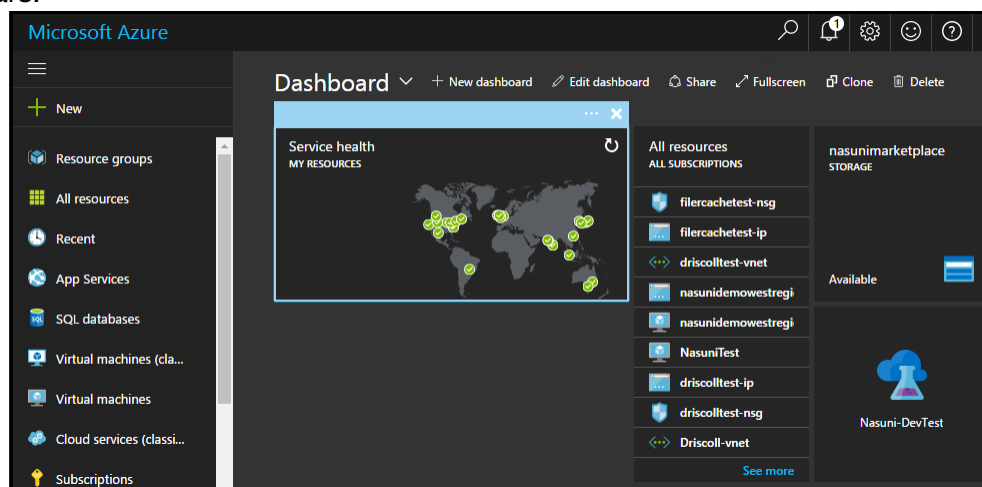 Microsoft Azure
1
New
Dashboard
New dashboard
Edit dashboard
Share
Fullscreen
Clone
Delete
Resource groups
All resources
Recent
App Services
SQL databases
Virtual machines (cla...
Virtual machines
Cloud services (classi...
Subscriptions
Service health
MY RESOURCES
All resources
ALL SUBSCRIPTIONS
filercachetest-nsg
filercachetest-ip
driscolltest-vnet
nasunidemowestregi
nasunidemowestregi
NasuniTest
driscolltest-ip
driscolltest-nsg
Driscoll-vnet
See more
nasunimarketplace
STORAGE
Available
Nasuni-DevTest